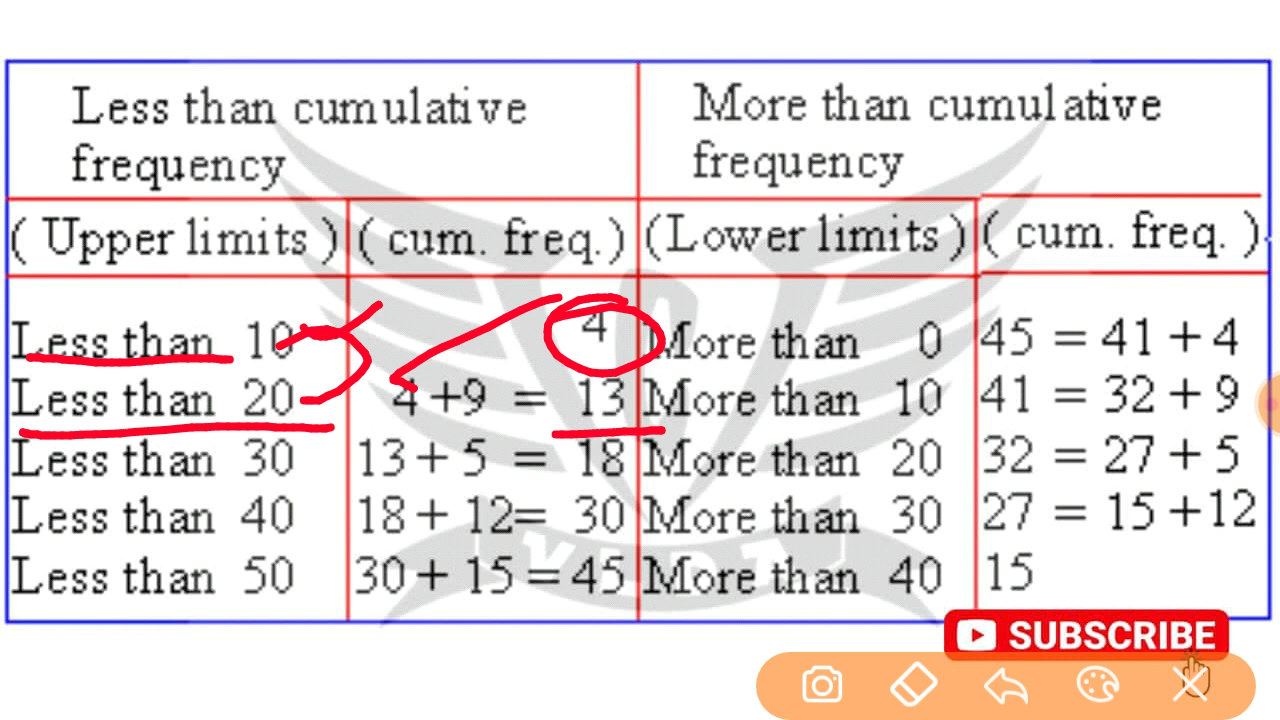 Less than cumulative frequency
More than cumulative frequency
( Upper limits ) ( cum. freq.) (Lower limits ) ( cum. freq. )
Less than 10 4 More than 0 45 = 41 + 4
Less than 20 4 +9 = 13 More than 10 41 = 32 + 9
Less than 30 13 + 5 = 18 More than 20 32 = 27 + 5
Less than 40 18 + 12= 30 More than 30 27 = 15 +12
Less than 50 30 + 15 = 45 More than 40 15
SUBSCRIBE